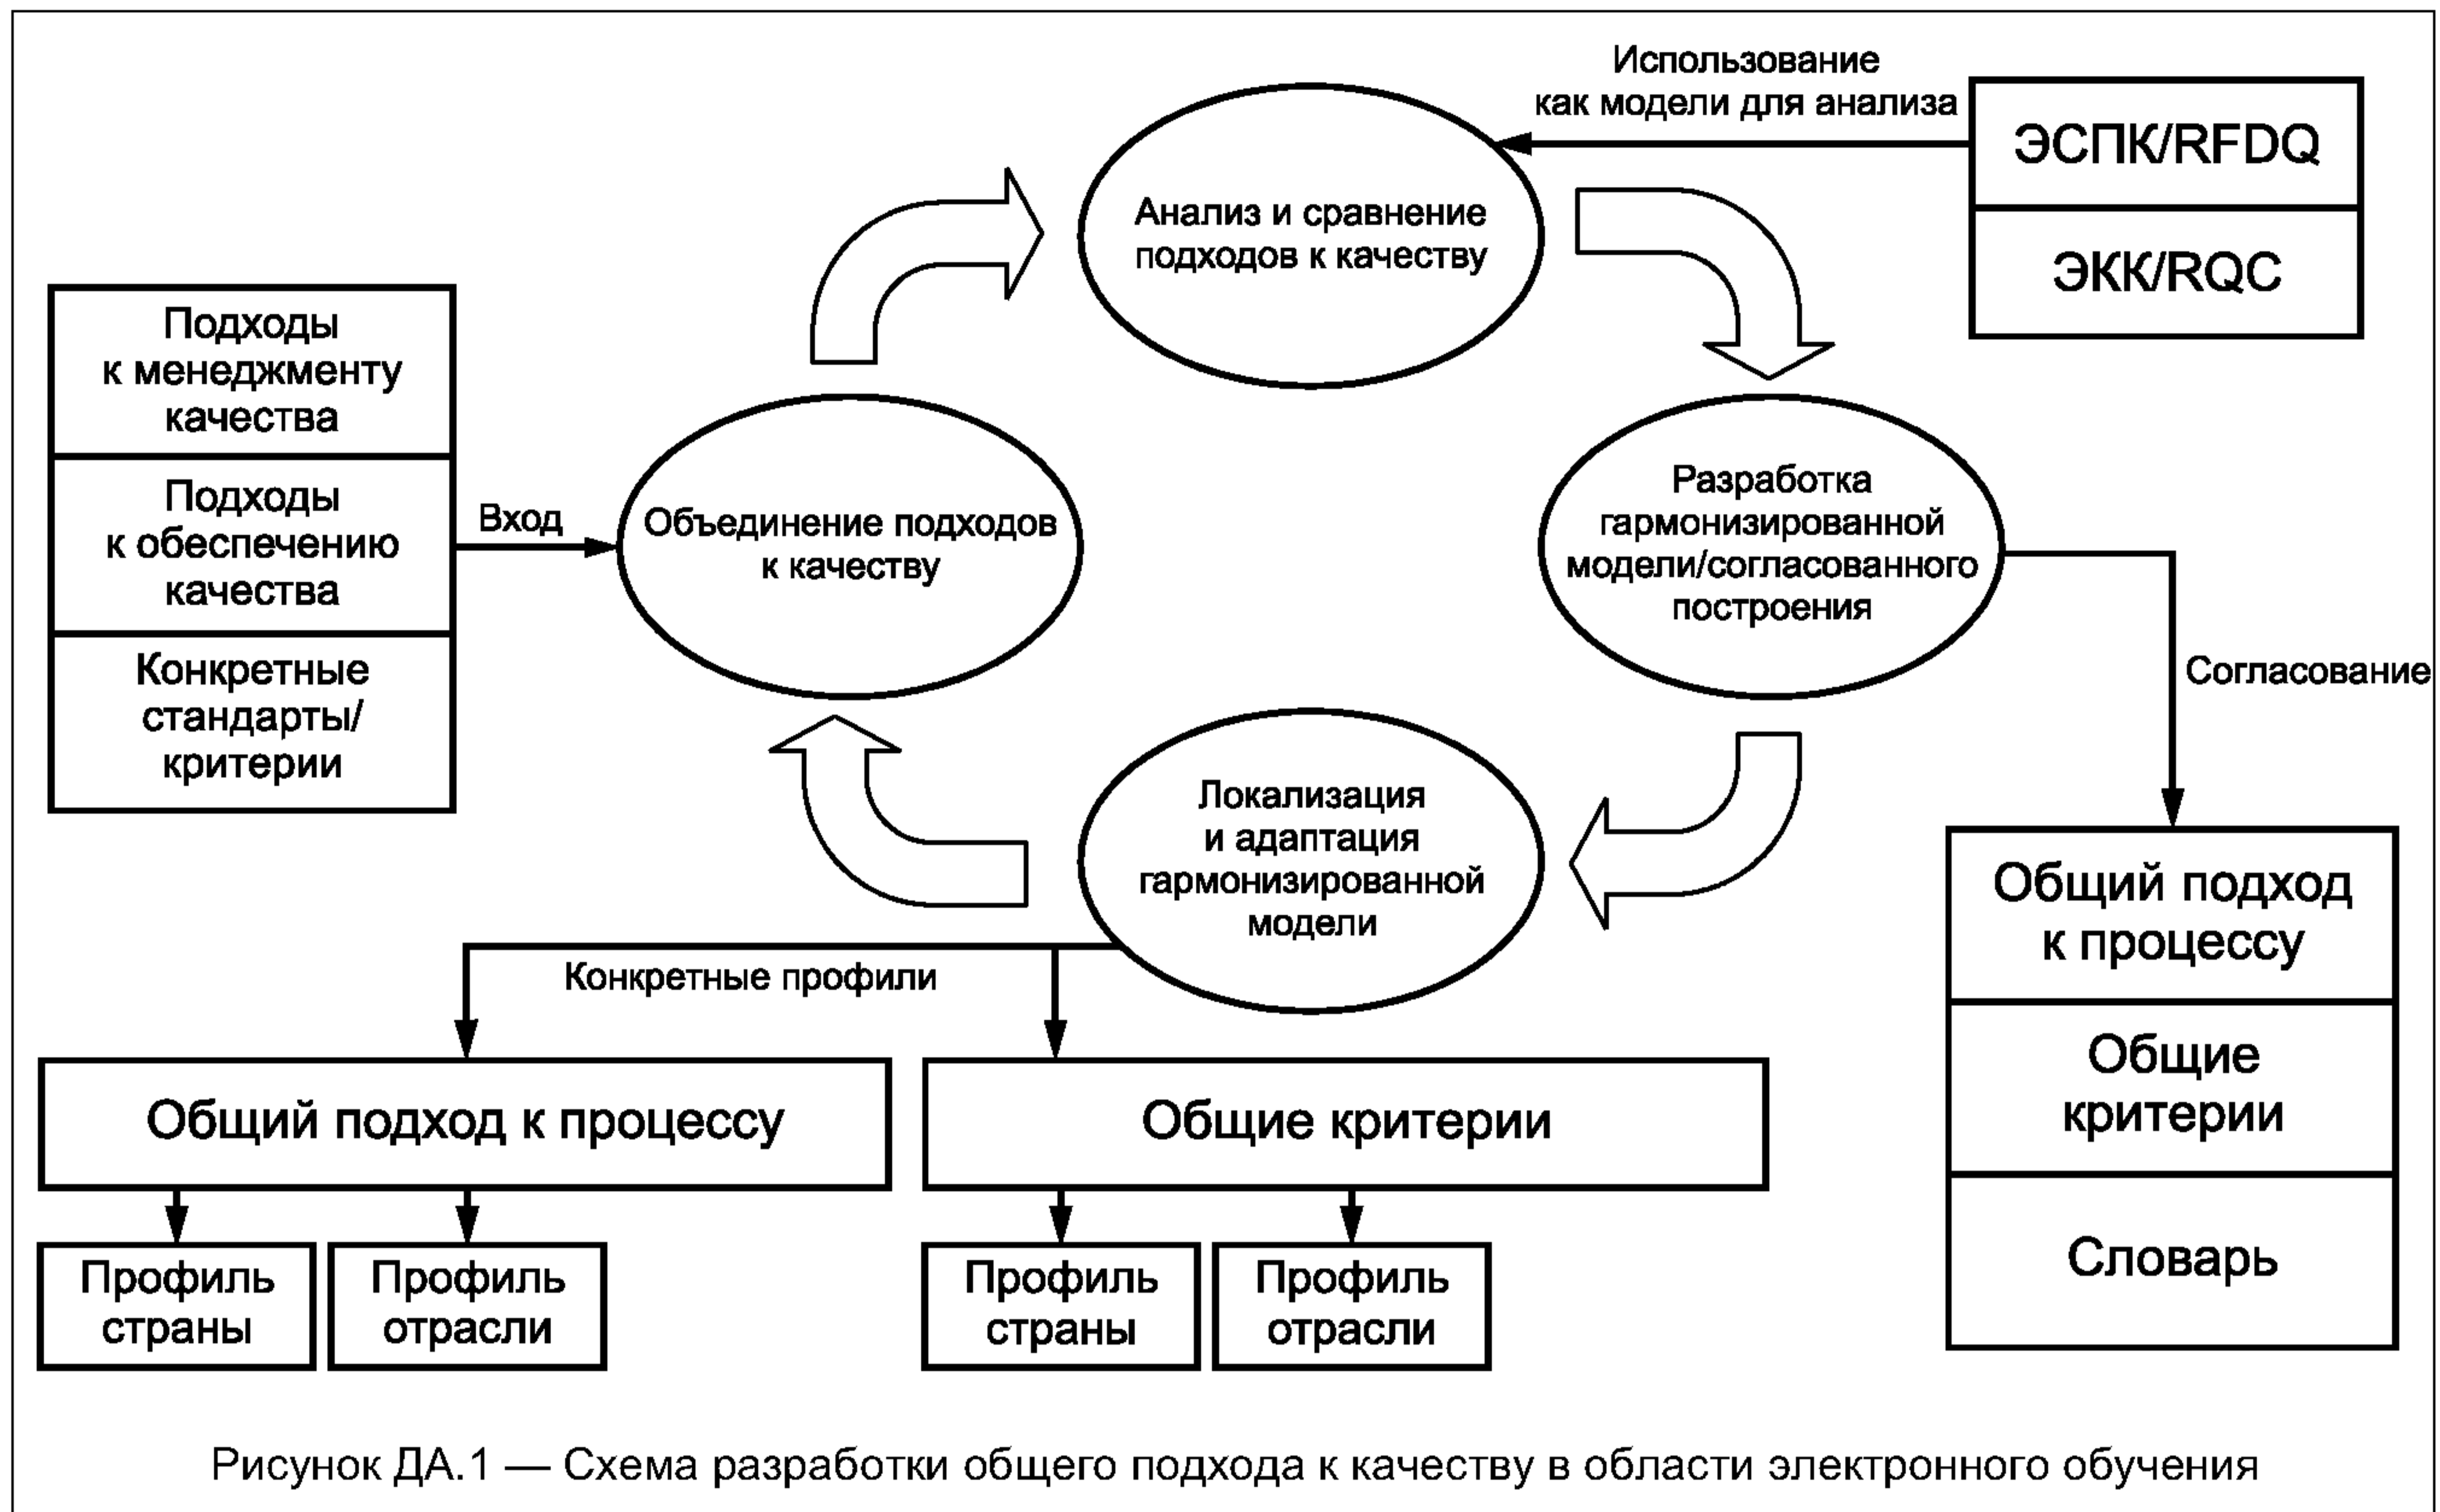 Использование
как модели для анализа
ЭСПК/RFDQ
ЭКК/RQC
Анализ и сравнение
подходов к качеству
Подходы
к менеджменту
качества
Подходы
к обеспечению
качества
Конкретные
стандарты/
критерии
Вход
Объединение подходов
к качеству
Разработка
гармонизированной
модели/согласованного
построения
Согласование
Локализация
и адаптация
гармонизированной
модели
Конкретные профили
Общий подход
к процессу
Общие
критерии
Словарь
Общий подход к процессу
Общие критерии
Профиль
страны
Профиль
отрасли
Профиль
страны
Профиль
отрасли
Рисунок ДА.1 — Схема разработки общего подхода к качеству в области электронного обучения